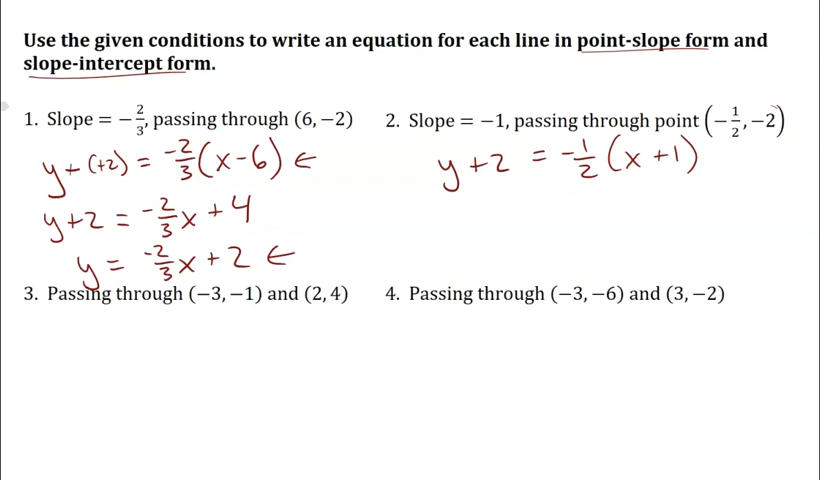 Use the given conditions to write an equation for each line in point-slope form and
slope-intercept form.
1. Slope = −2/3, passing through (6, −2)
y + (+2) = -2/3 (x - 6) ←
y + 2 = -2/3 x + 4
y = -2/3 x + 2 ←
2. Slope = −1, passing through point (−1/2, −2)
y + 2 = -1/2 (x + 1)
3. Passing through (−3, −1) and (2, 4)
4. Passing through (−3, −6) and (3, −2)